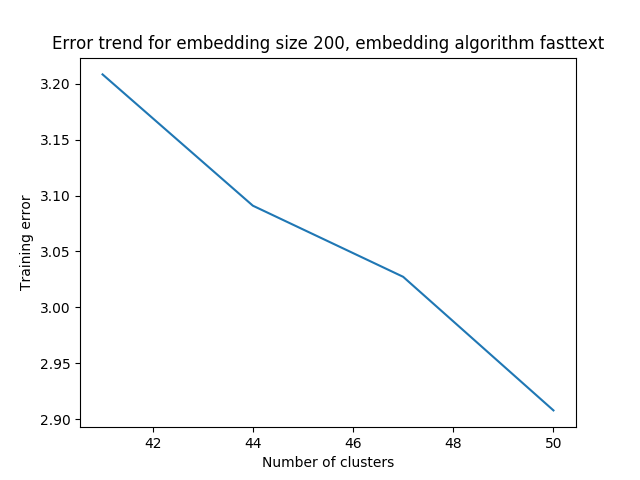 Error trend for embedding size 200, embedding algorithm fasttext
3.20
3.15
3.10
3.05
3.00
2.95
2.90
Training error
42 44 46 48 50
Number of clusters